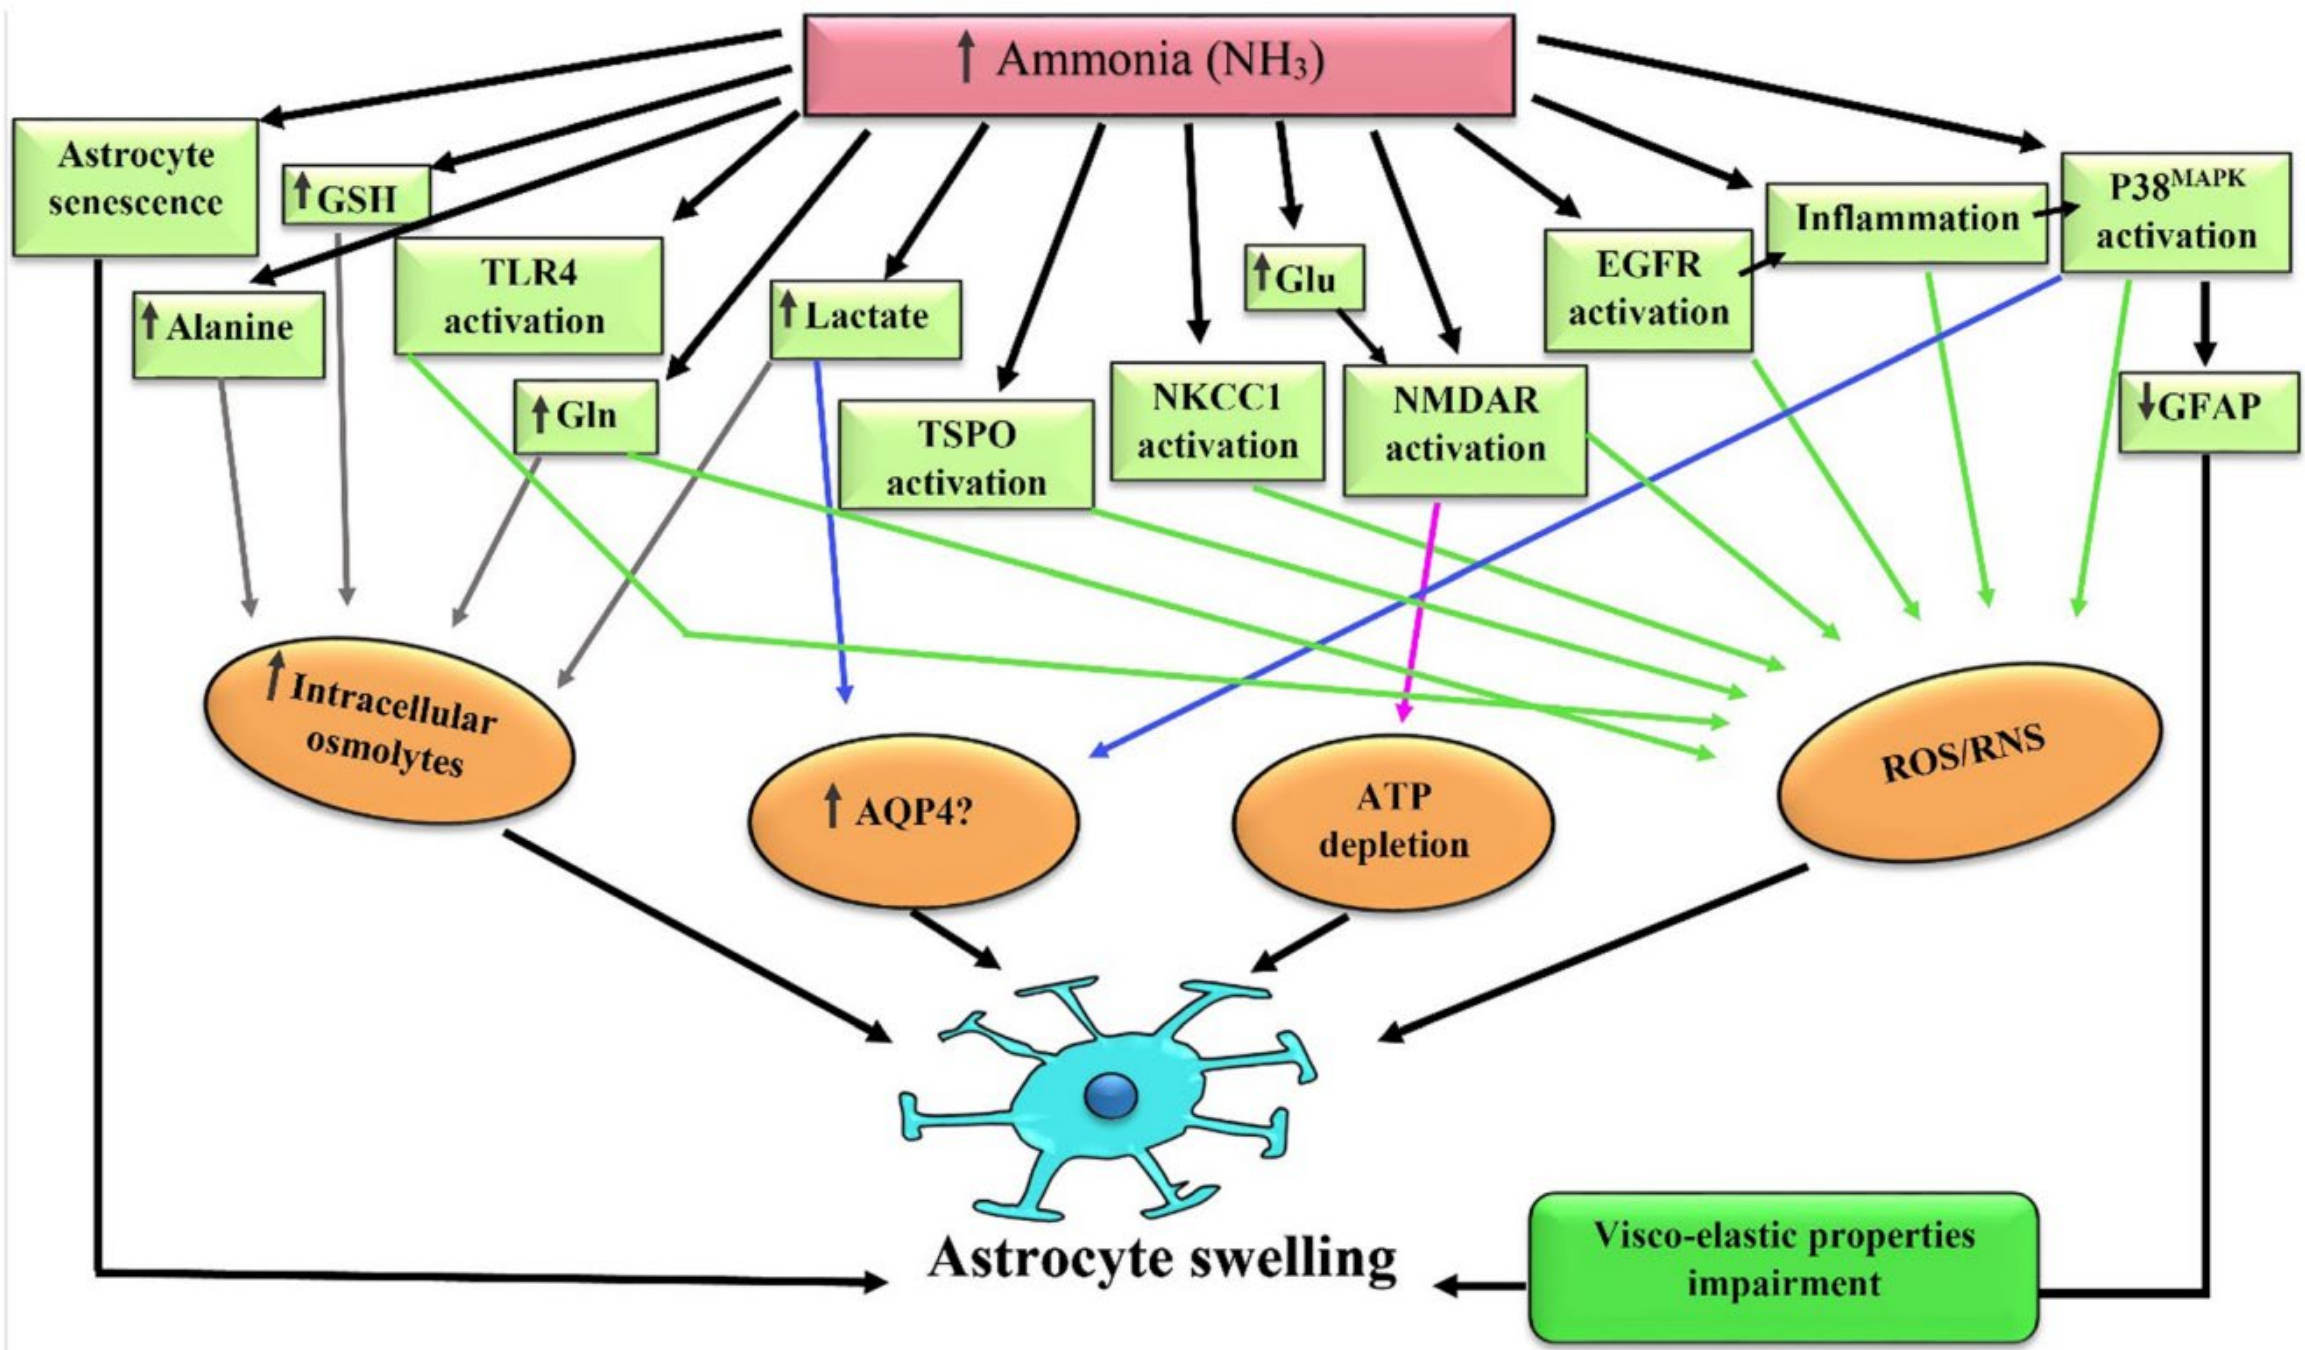 ↑ Ammonia (NH₃)
Astrocyte
senescence
↑ GSH
↑ Alanine
TLR4
activation
↑ Gln
↑ Lactate
TSPO
activation
NKCC1
activation
↑ Glu
NMDAR
activation
EGFR
activation
Inflammation
P38ᴹᴬᴾᴷ
activation
↓ GFAP
↑ Intracellular
osmolytes
↑ AQP4?
ATP
depletion
ROS/RNS
Astrocyte swelling
Visco-elastic properties
impairment